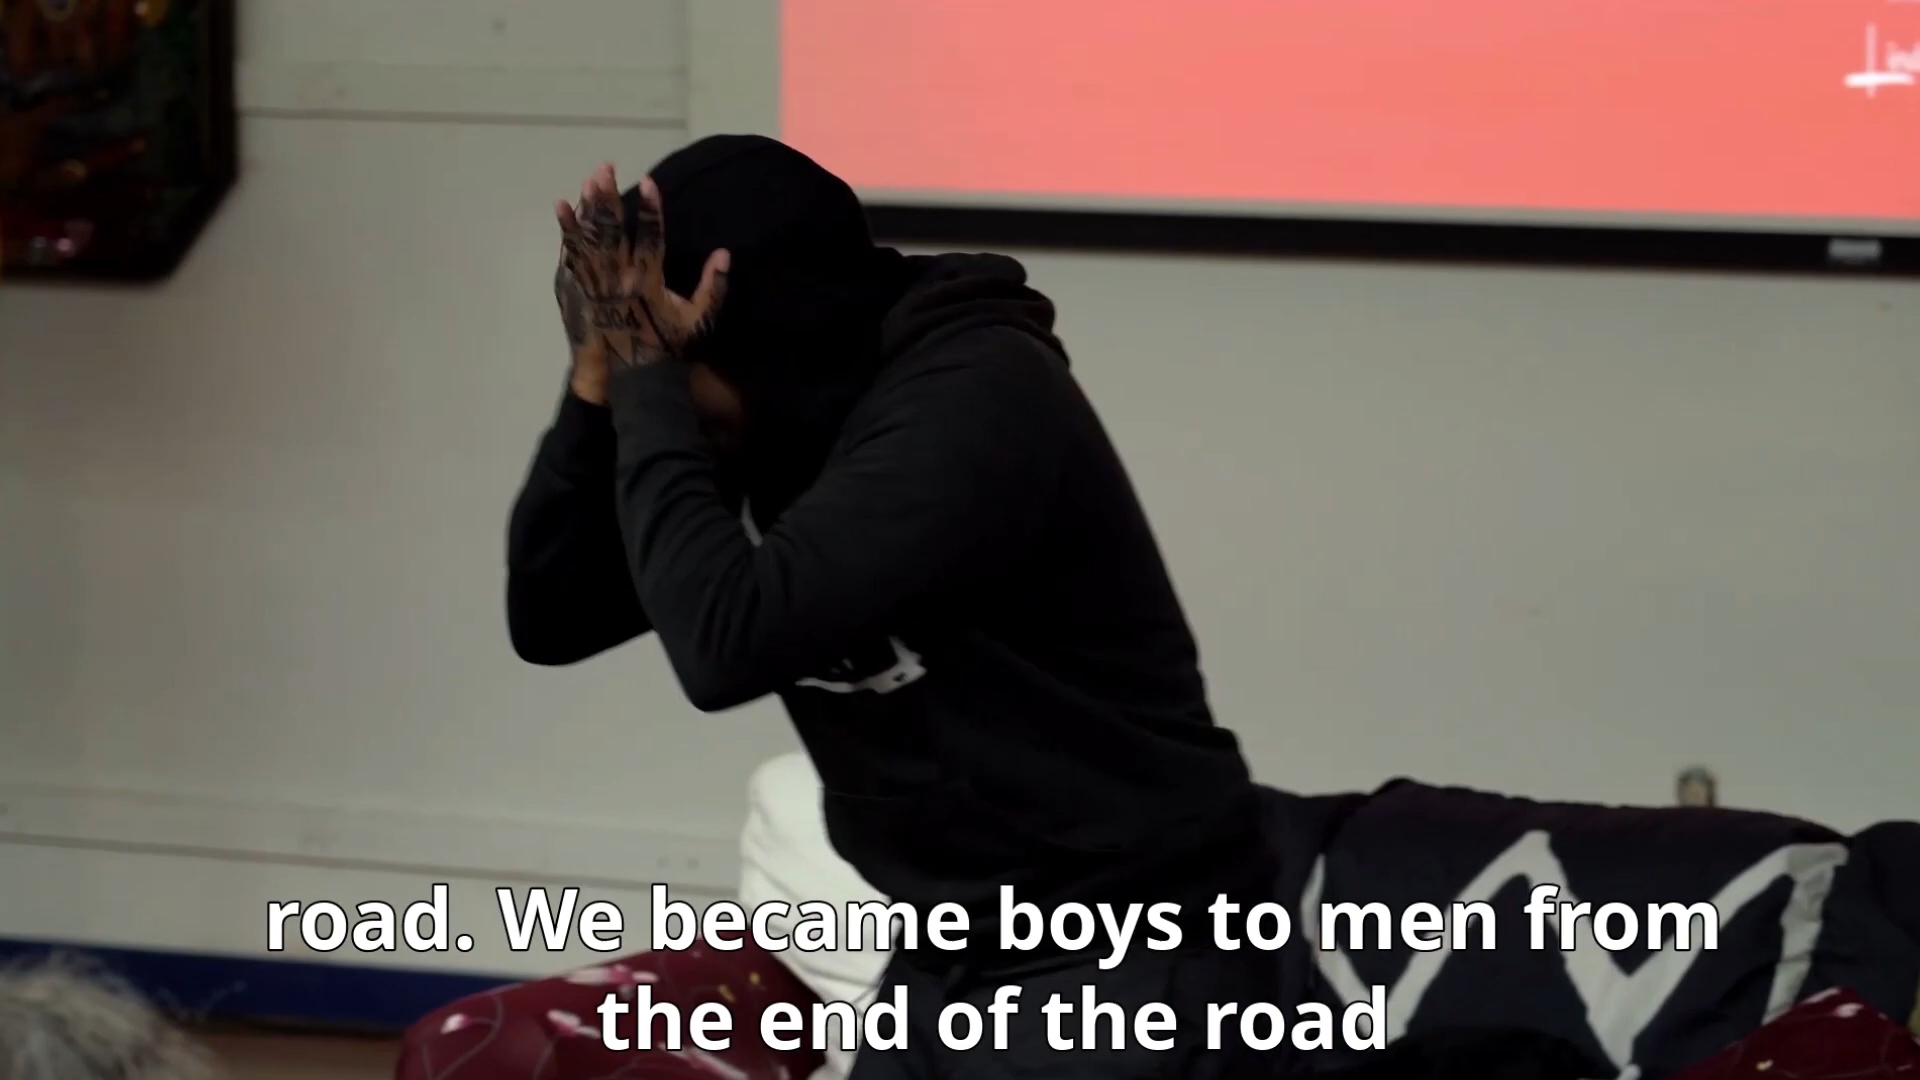 road. We became boys to men from
the end of the road